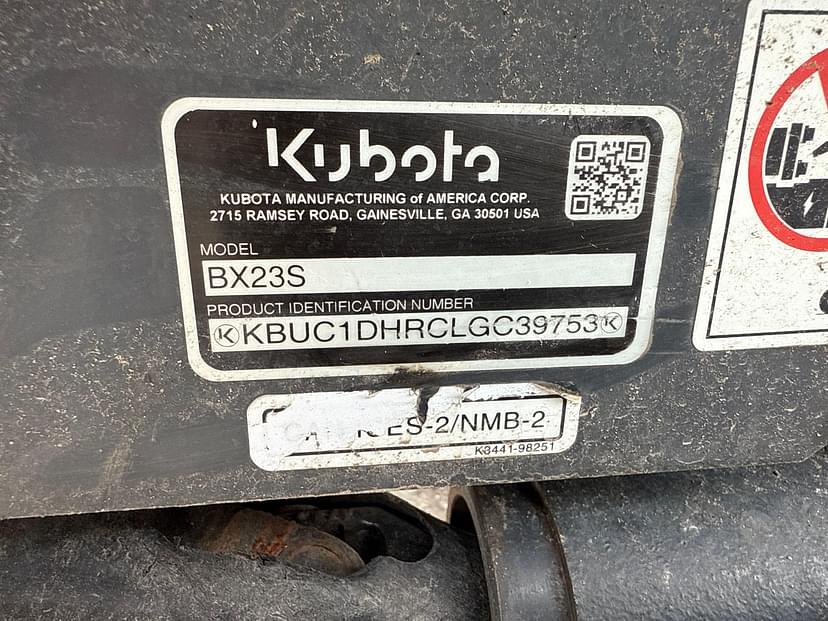 Kubota
KUBOTA MANUFACTURING of AMERICA CORP.
2715 RAMSEY ROAD, GAINESVILLE, GA 30501 USA
MODEL
BX23S
PRODUCT IDENTIFICATION NUMBER
KBUC1DHRCLGC39753
ES-2/NMB-2
K3441-98251